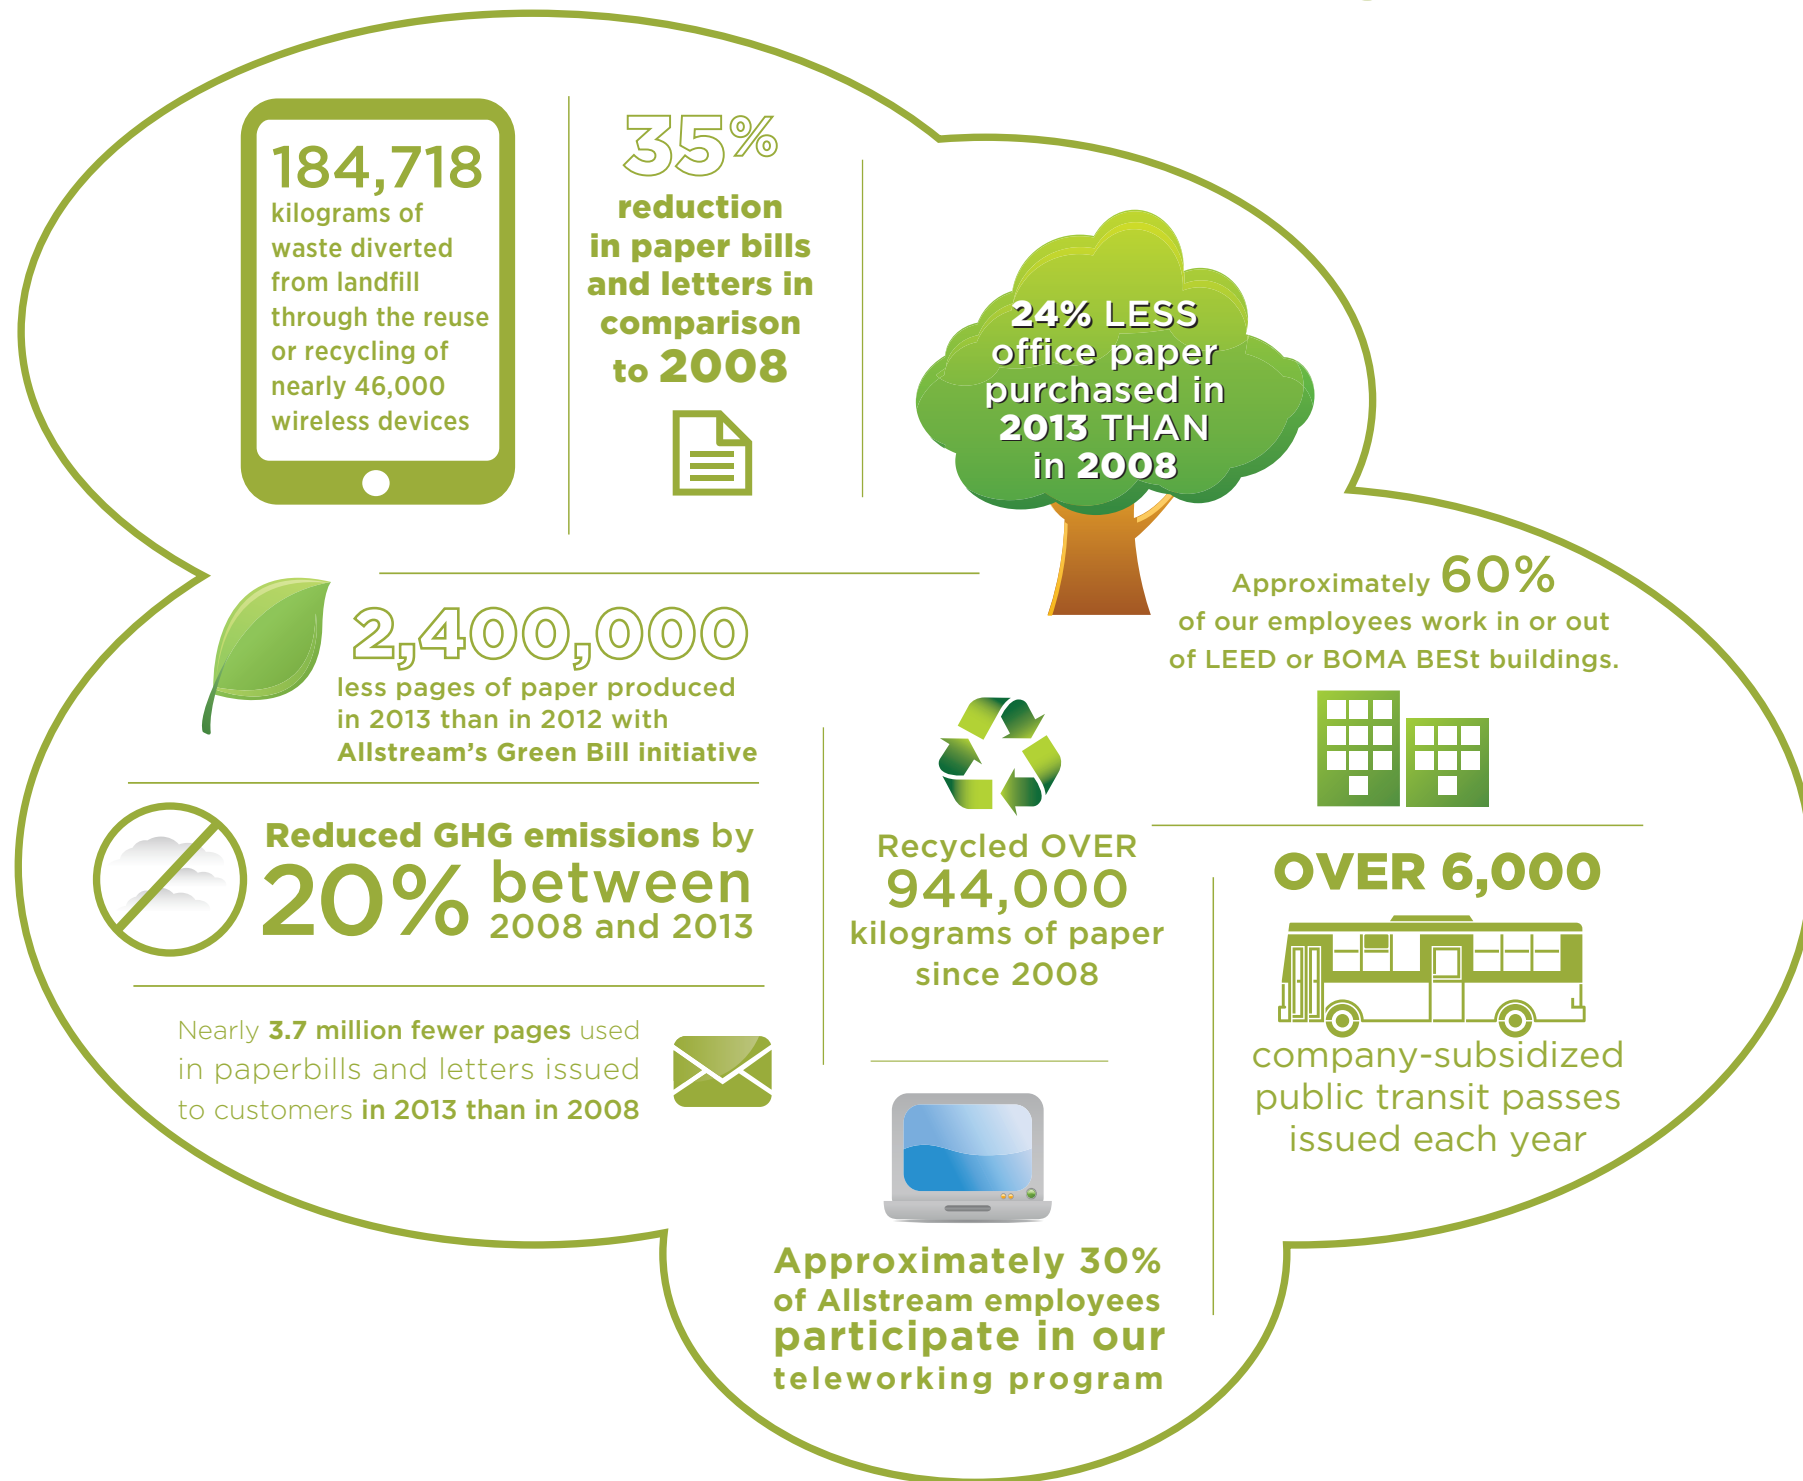 184,718
kilograms of
waste diverted
from landfill
through the reuse
or recycling of
nearly 46,000
wireless devices
35%
reduction
in paper bills
and letters in
comparison
to 2008
24% LESS
office paper
purchased in
2013 THAN
in 2008
2,400,000
less pages of paper produced
in 2013 than in 2012 with
Allstream's Green Bill initiative
Approximately 60%
of our employees work in or out
of LEED or BOMA BESt buildings.
Reduced GHG emissions by
20% between
2008 and 2013
Recycled OVER
944,000
kilograms of paper
since 2008
OVER 6,000
company-subsidized
public transit passes
issued each year
Nearly 3.7 million fewer pages used
in paperbills and letters issued
to customers in 2013 than in 2008
Approximately 30%
of Allstream employees
participate in our
teleworking program